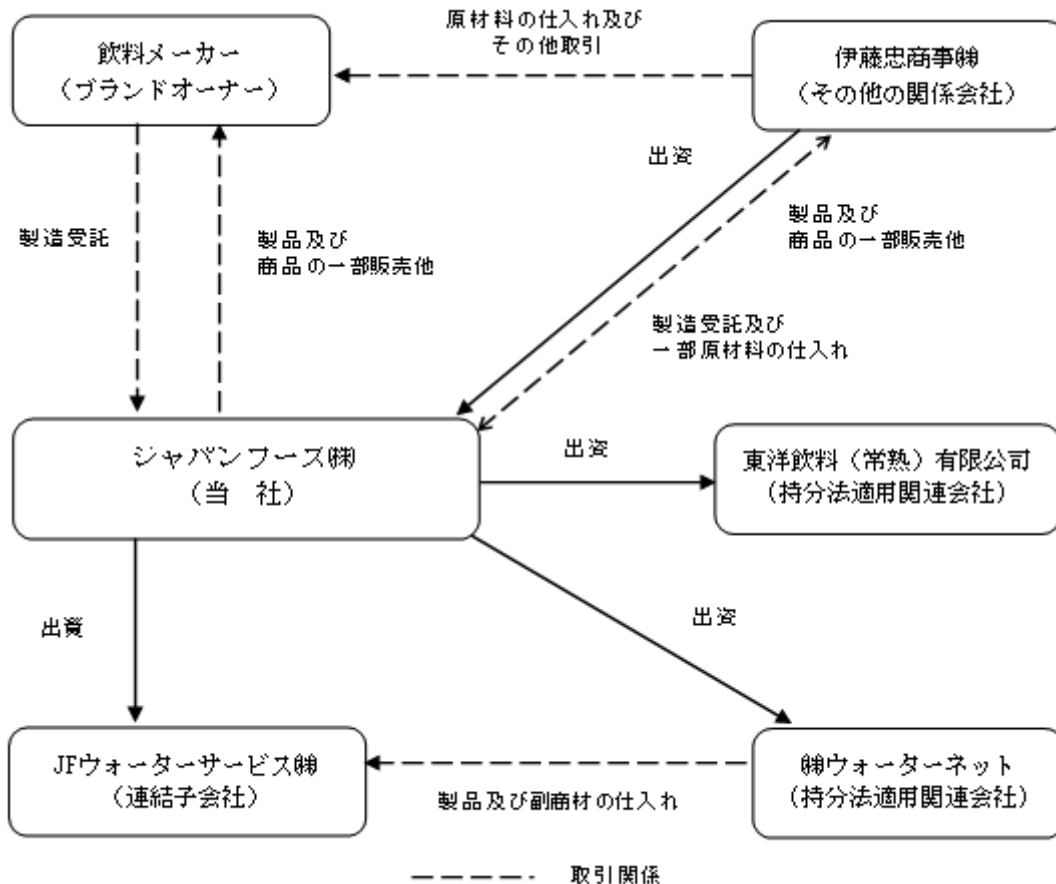 原材料の仕入れ及び
その他取引
飲料メーカー
（ブランドオーナー）
伊藤忠商事㈱
（その他の関係会社）
出資
製造受託
製品及び
商品の一部販売他
製品及び
商品の一部販売他
製造受託及び
一部原材料の仕入れ
ジャパンフーズ㈱
（当　社）
出資
東洋飲料（常熟）有限公司
（持分法適用関連会社）
出資
出資
JFウォーターサービス㈱
（連結子会社）
㈱ウォーターネット
（持分法適用関連会社）
製品及び副商材の仕入れ
取引関係